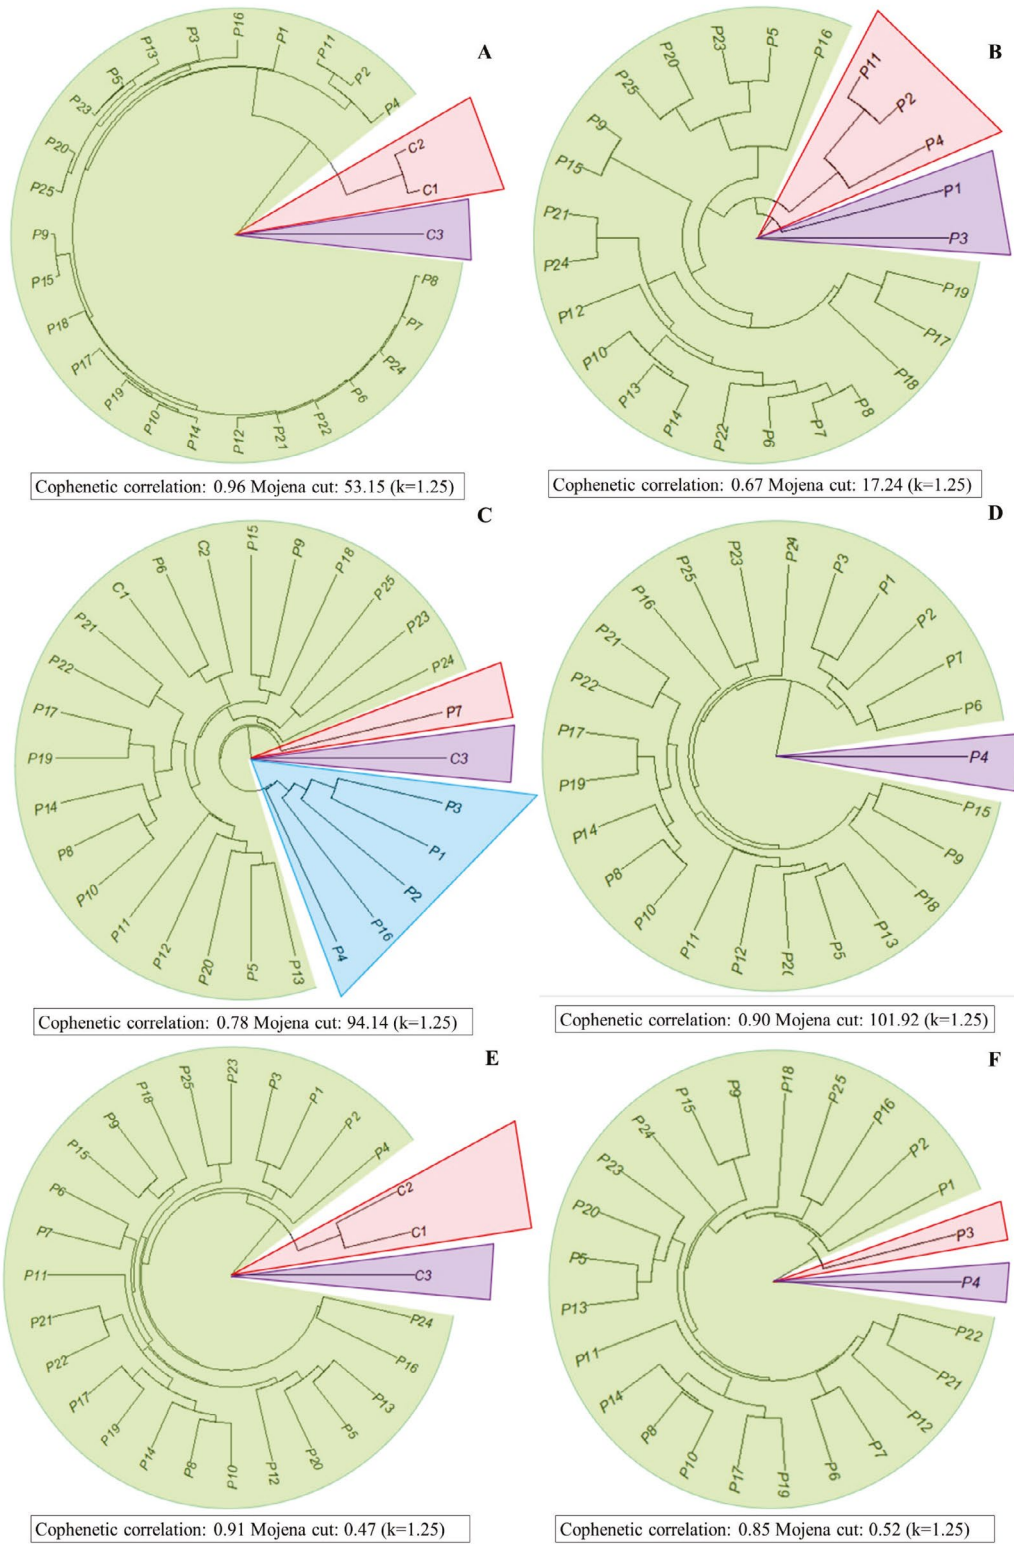 A
P16
P3
P13
P5
P23
P20
P25
P9
P15
P18
P17
P19
P10
P14
P12
P21
P22
P6
P24
P7
P8
C3
C1
C2
P4
P2
P11
P1
Cophenetic correlation: 0.96 Mojena cut: 53.15 (k=1.25)
B
P16
P5
P23
P20
P25
P9
P15
P21
P24
P12
P10
P13
P14
P22
P6
P7
P8
P18
P17
P19
P3
P1
P4
P2
P11
Cophenetic correlation: 0.67 Mojena cut: 17.24 (k=1.25)
C
P15
C2
P6
C1
P21
P22
P17
P19
P14
P8
P10
P11
P12
P20
P5
P13
P4
P16
P2
P1
P3
C3
P7
P24
P23
P25
P18
P9
Cophenetic correlation: 0.78 Mojena cut: 94.14 (k=1.25)
D
P24
P23
P25
P16
P21
P22
P17
P19
P14
P8
P10
P11
P12
P20
P5
P13
P18
P9
P15
P4
P6
P7
P2
P1
P3
Cophenetic correlation: 0.90 Mojena cut: 101.92 (k=1.25)
E
P23
P25
P18
P9
P15
P6
P7
P11
P21
P22
P17
P19
P14
P8
P10
P12
P20
P5
P13
P16
P24
C3
C1
C2
P4
P2
P1
P3
Cophenetic correlation: 0.91 Mojena cut: 0.47 (k=1.25)
F
P18
P9
P15
P24
P23
P20
P5
P13
P11
P14
P8
P10
P17
P19
P6
P7
P12
P21
P22
P4
P3
P1
P2
P16
P25
Cophenetic correlation: 0.85 Mojena cut: 0.52 (k=1.25)